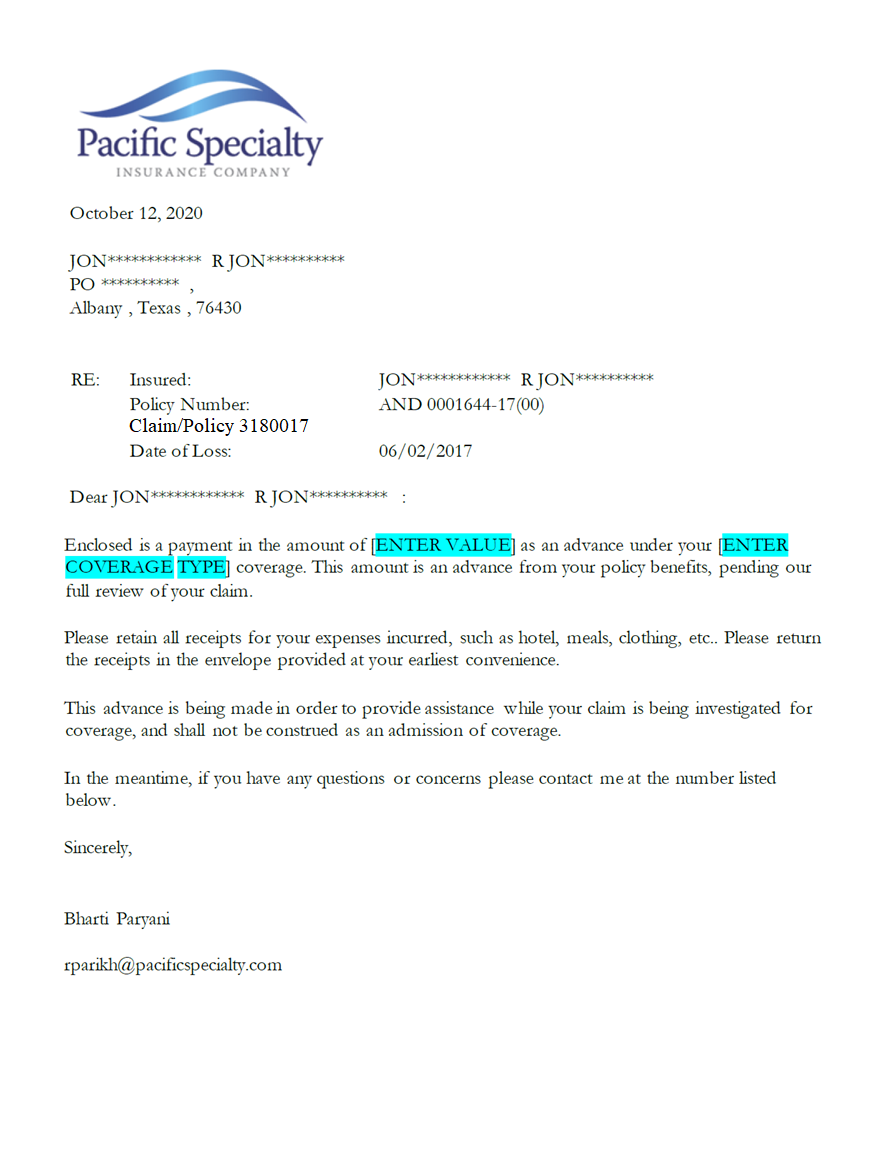 Pacific Specialty
INSURANCE COMPANY
October 12, 2020
JON************ R JON**********
PO ********** ,
Albany , Texas , 76430
RE: Insured: JON************ R JON**********
Policy Number: AND 0001644-17(00)
Claim/Policy 3180017
Date of Loss: 06/02/2017
Dear JON************ R JON********** :
Enclosed is a payment in the amount of [ENTER VALUE] as an advance under your [ENTER
COVERAGE TYPE] coverage. This amount is an advance from your policy benefits, pending our
full review of your claim.
Please retain all receipts for your expenses incurred, such as hotel, meals, clothing, etc.. Please return
the receipts in the envelope provided at your earliest convenience.
This advance is being made in order to provide assistance while your claim is being investigated for
coverage, and shall not be construed as an admission of coverage.
In the meantime, if you have any questions or concerns please contact me at the number listed
below.
Sincerely,
Bharti Paryani
rparikh@pacificspecialty.com